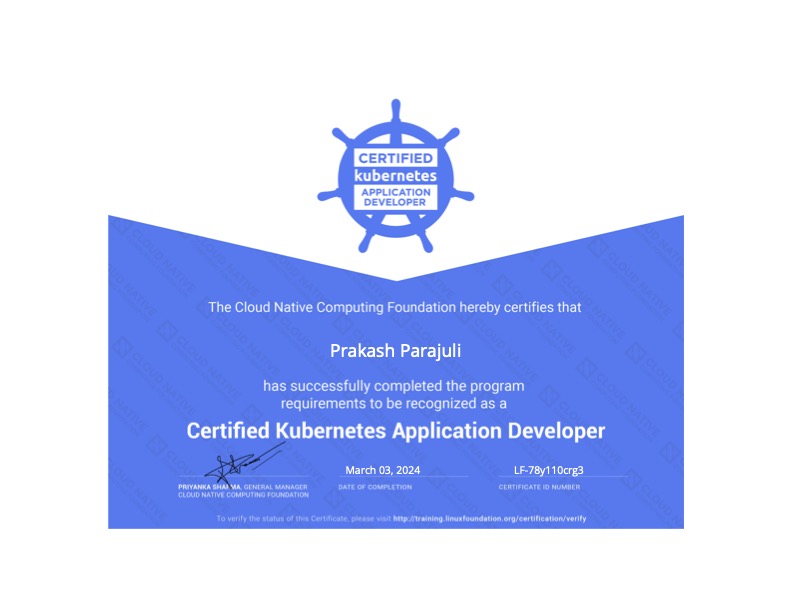 CERTIFIED
kubernetes
APPLICATION
DEVELOPER
The Cloud Native Computing Foundation hereby certifies that
Prakash Parajuli
has successfully completed the program
requirements to be recognized as a
Certified Kubernetes Application Developer
March 03, 2024
LF-78y110crg3
PRIYANKA SHARMA, GENERAL MANAGER
CLOUD NATIVE COMPUTING FOUNDATION
DATE OF COMPLETION
CERTIFICATE ID NUMBER
To verify the status of this Certificate, please visit http://training.linuxfoundation.org/certification/verify